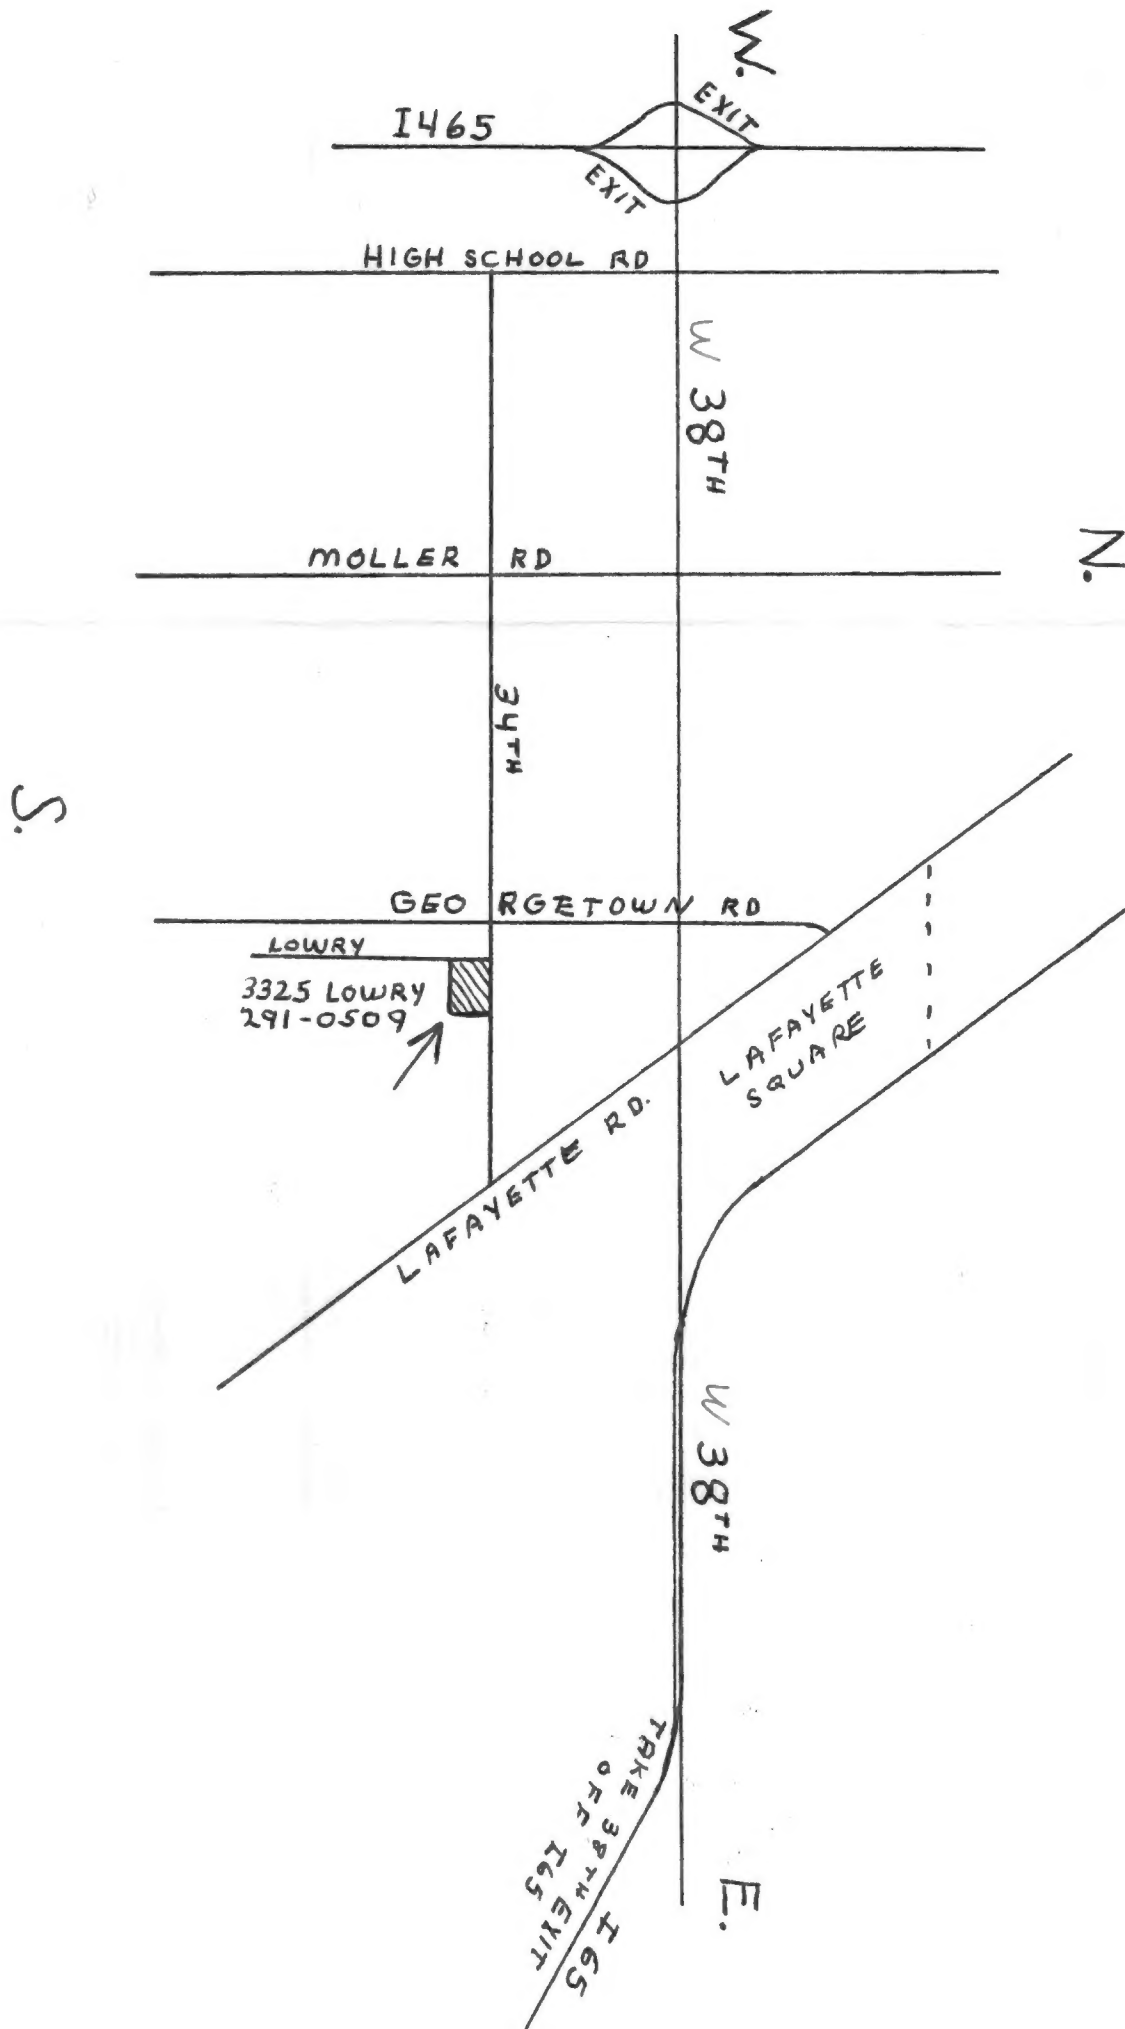 W.
EXIT
I465
EXIT
HIGH SCHOOL RD
W 38TH
N.
MOLLER RD
34TH
S.
GEORGETOWN RD
LOWRY
3325 LOWRY
291-0509
LAFAYETTE
SQUARE
LAFAYETTE RD.
W 38TH
TAKE 38TH EXIT
OFF I65
I65
E.